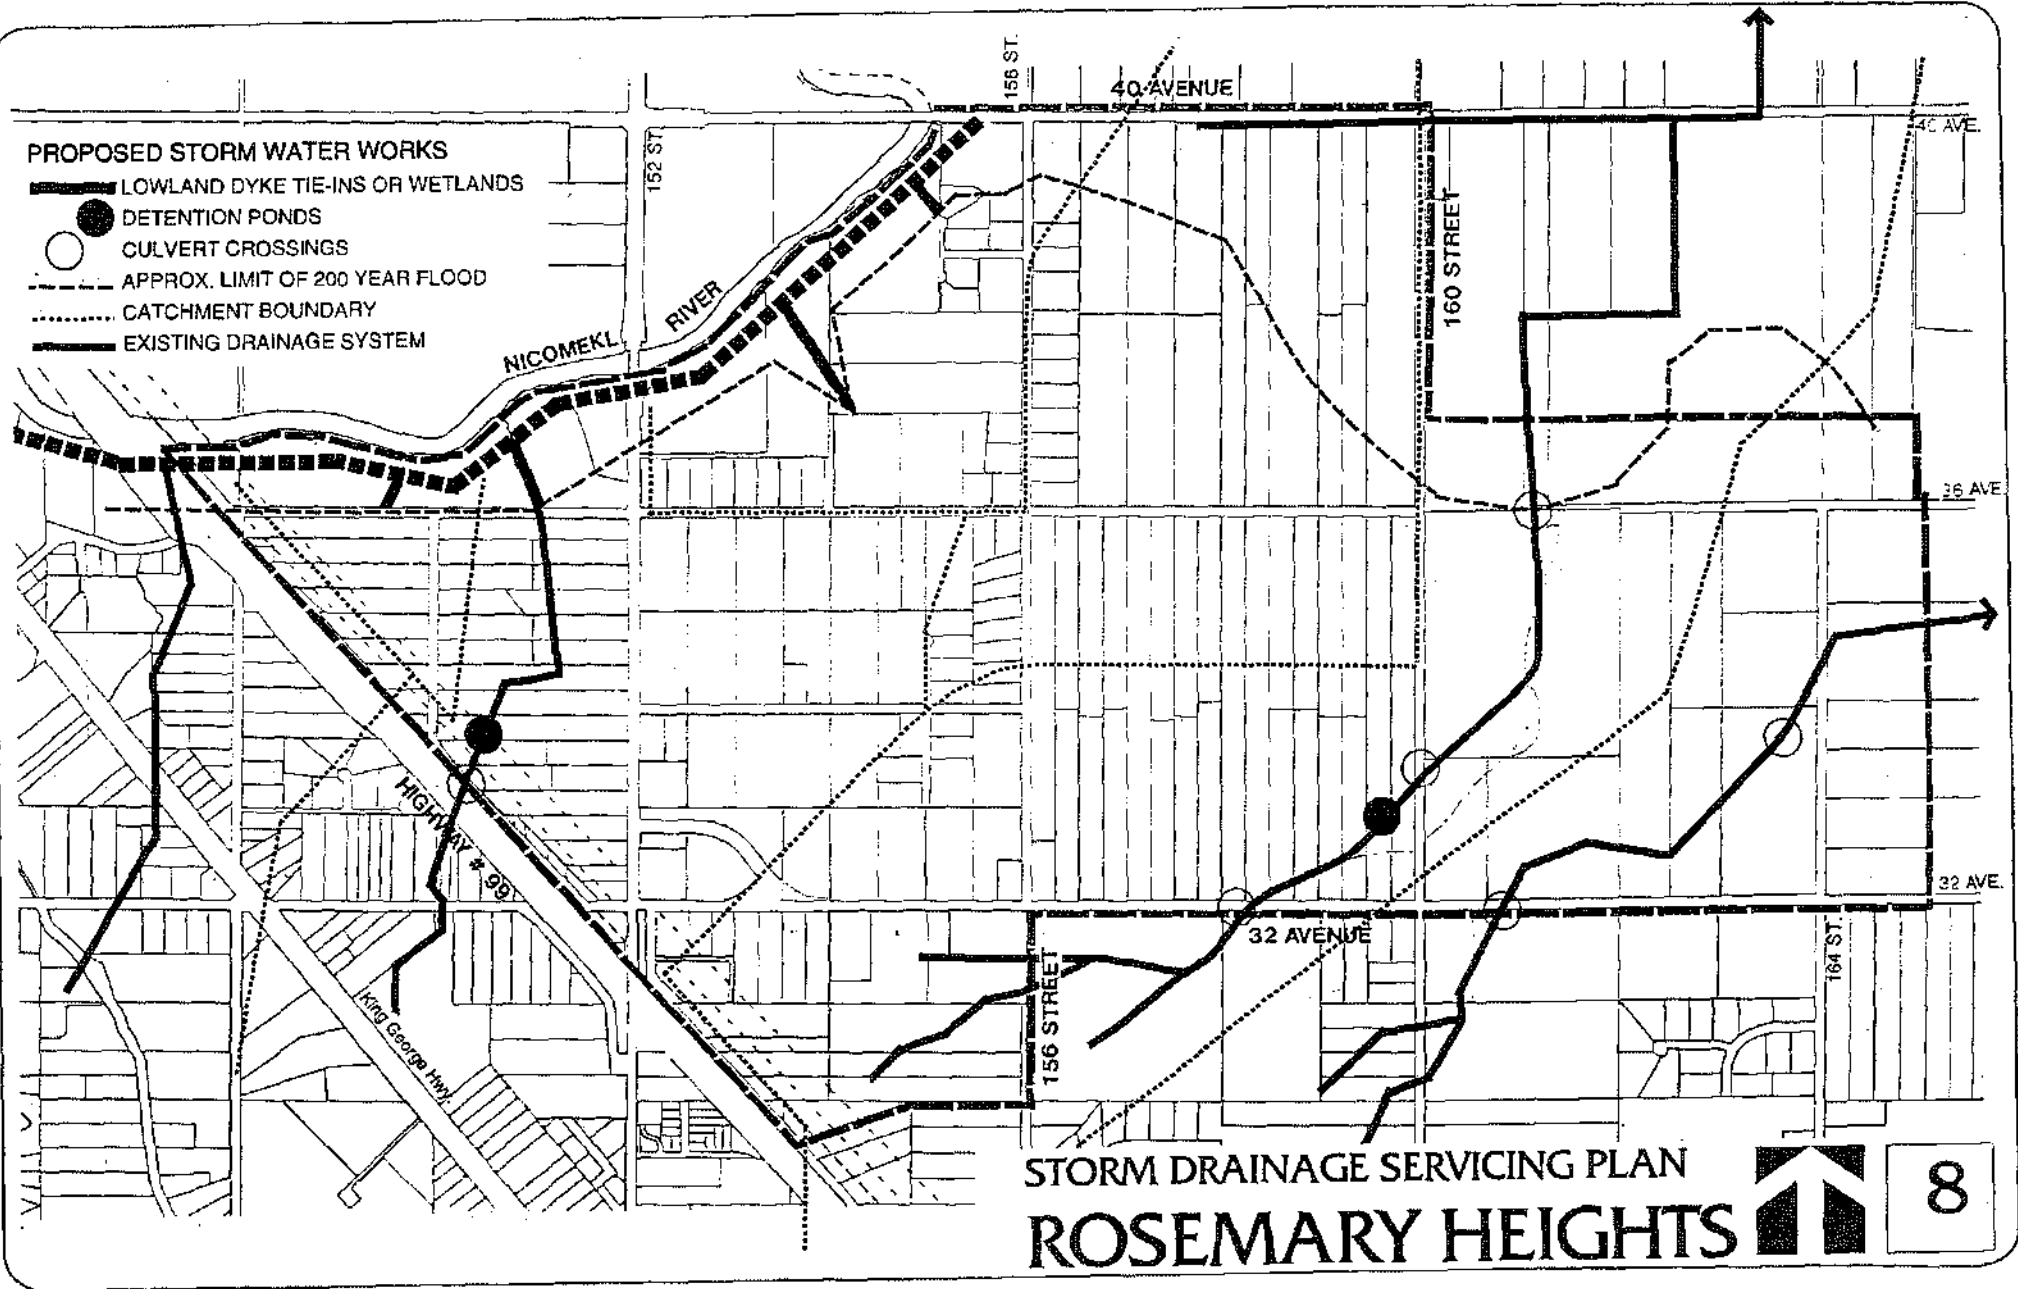 156 ST.
40 AVENUE
40 AVE.
PROPOSED STORM WATER WORKS
LOWLAND DYKE TIE-INS OR WETLANDS
DETENTION PONDS
CULVERT CROSSINGS
APPROX. LIMIT OF 200 YEAR FLOOD
CATCHMENT BOUNDARY
EXISTING DRAINAGE SYSTEM
152 ST
160 STREET
NICOMEKL RIVER
36 AVE
HIGHWAY # 99
32 AVE.
32 AVENUE
156 STREET
164 ST.
King George Hwy.
STORM DRAINAGE SERVICING PLAN
ROSEMARY HEIGHTS
8